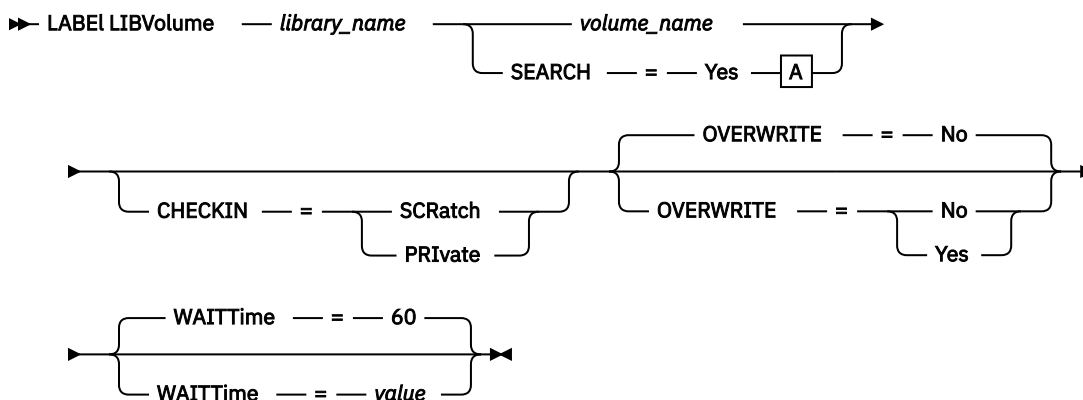 LABEl LIBVolume library_name volume_name
SEARCH = Yes A
OVERWRITE = No
CHECKIN = SCRatch OVERWRITE = No
PRIvate Yes
WAITTime = 60
WAITTime = value